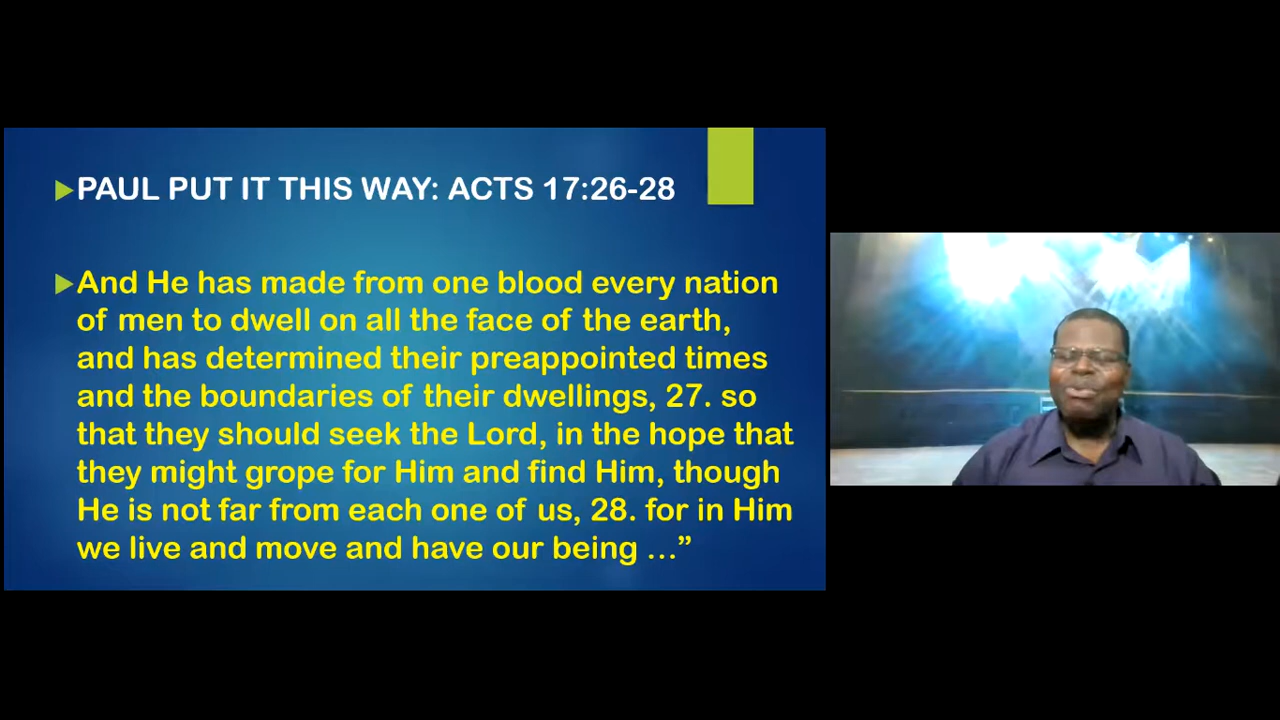 PAUL PUT IT THIS WAY: ACTS 17:26-28
And He has made from one blood every nation
of men to dwell on all the face of the earth,
and has determined their preappointed times
and the boundaries of their dwellings, 27. so
that they should seek the Lord, in the hope that
they might grope for Him and find Him, though
He is not far from each one of us, 28. for in Him
we live and move and have our being …”